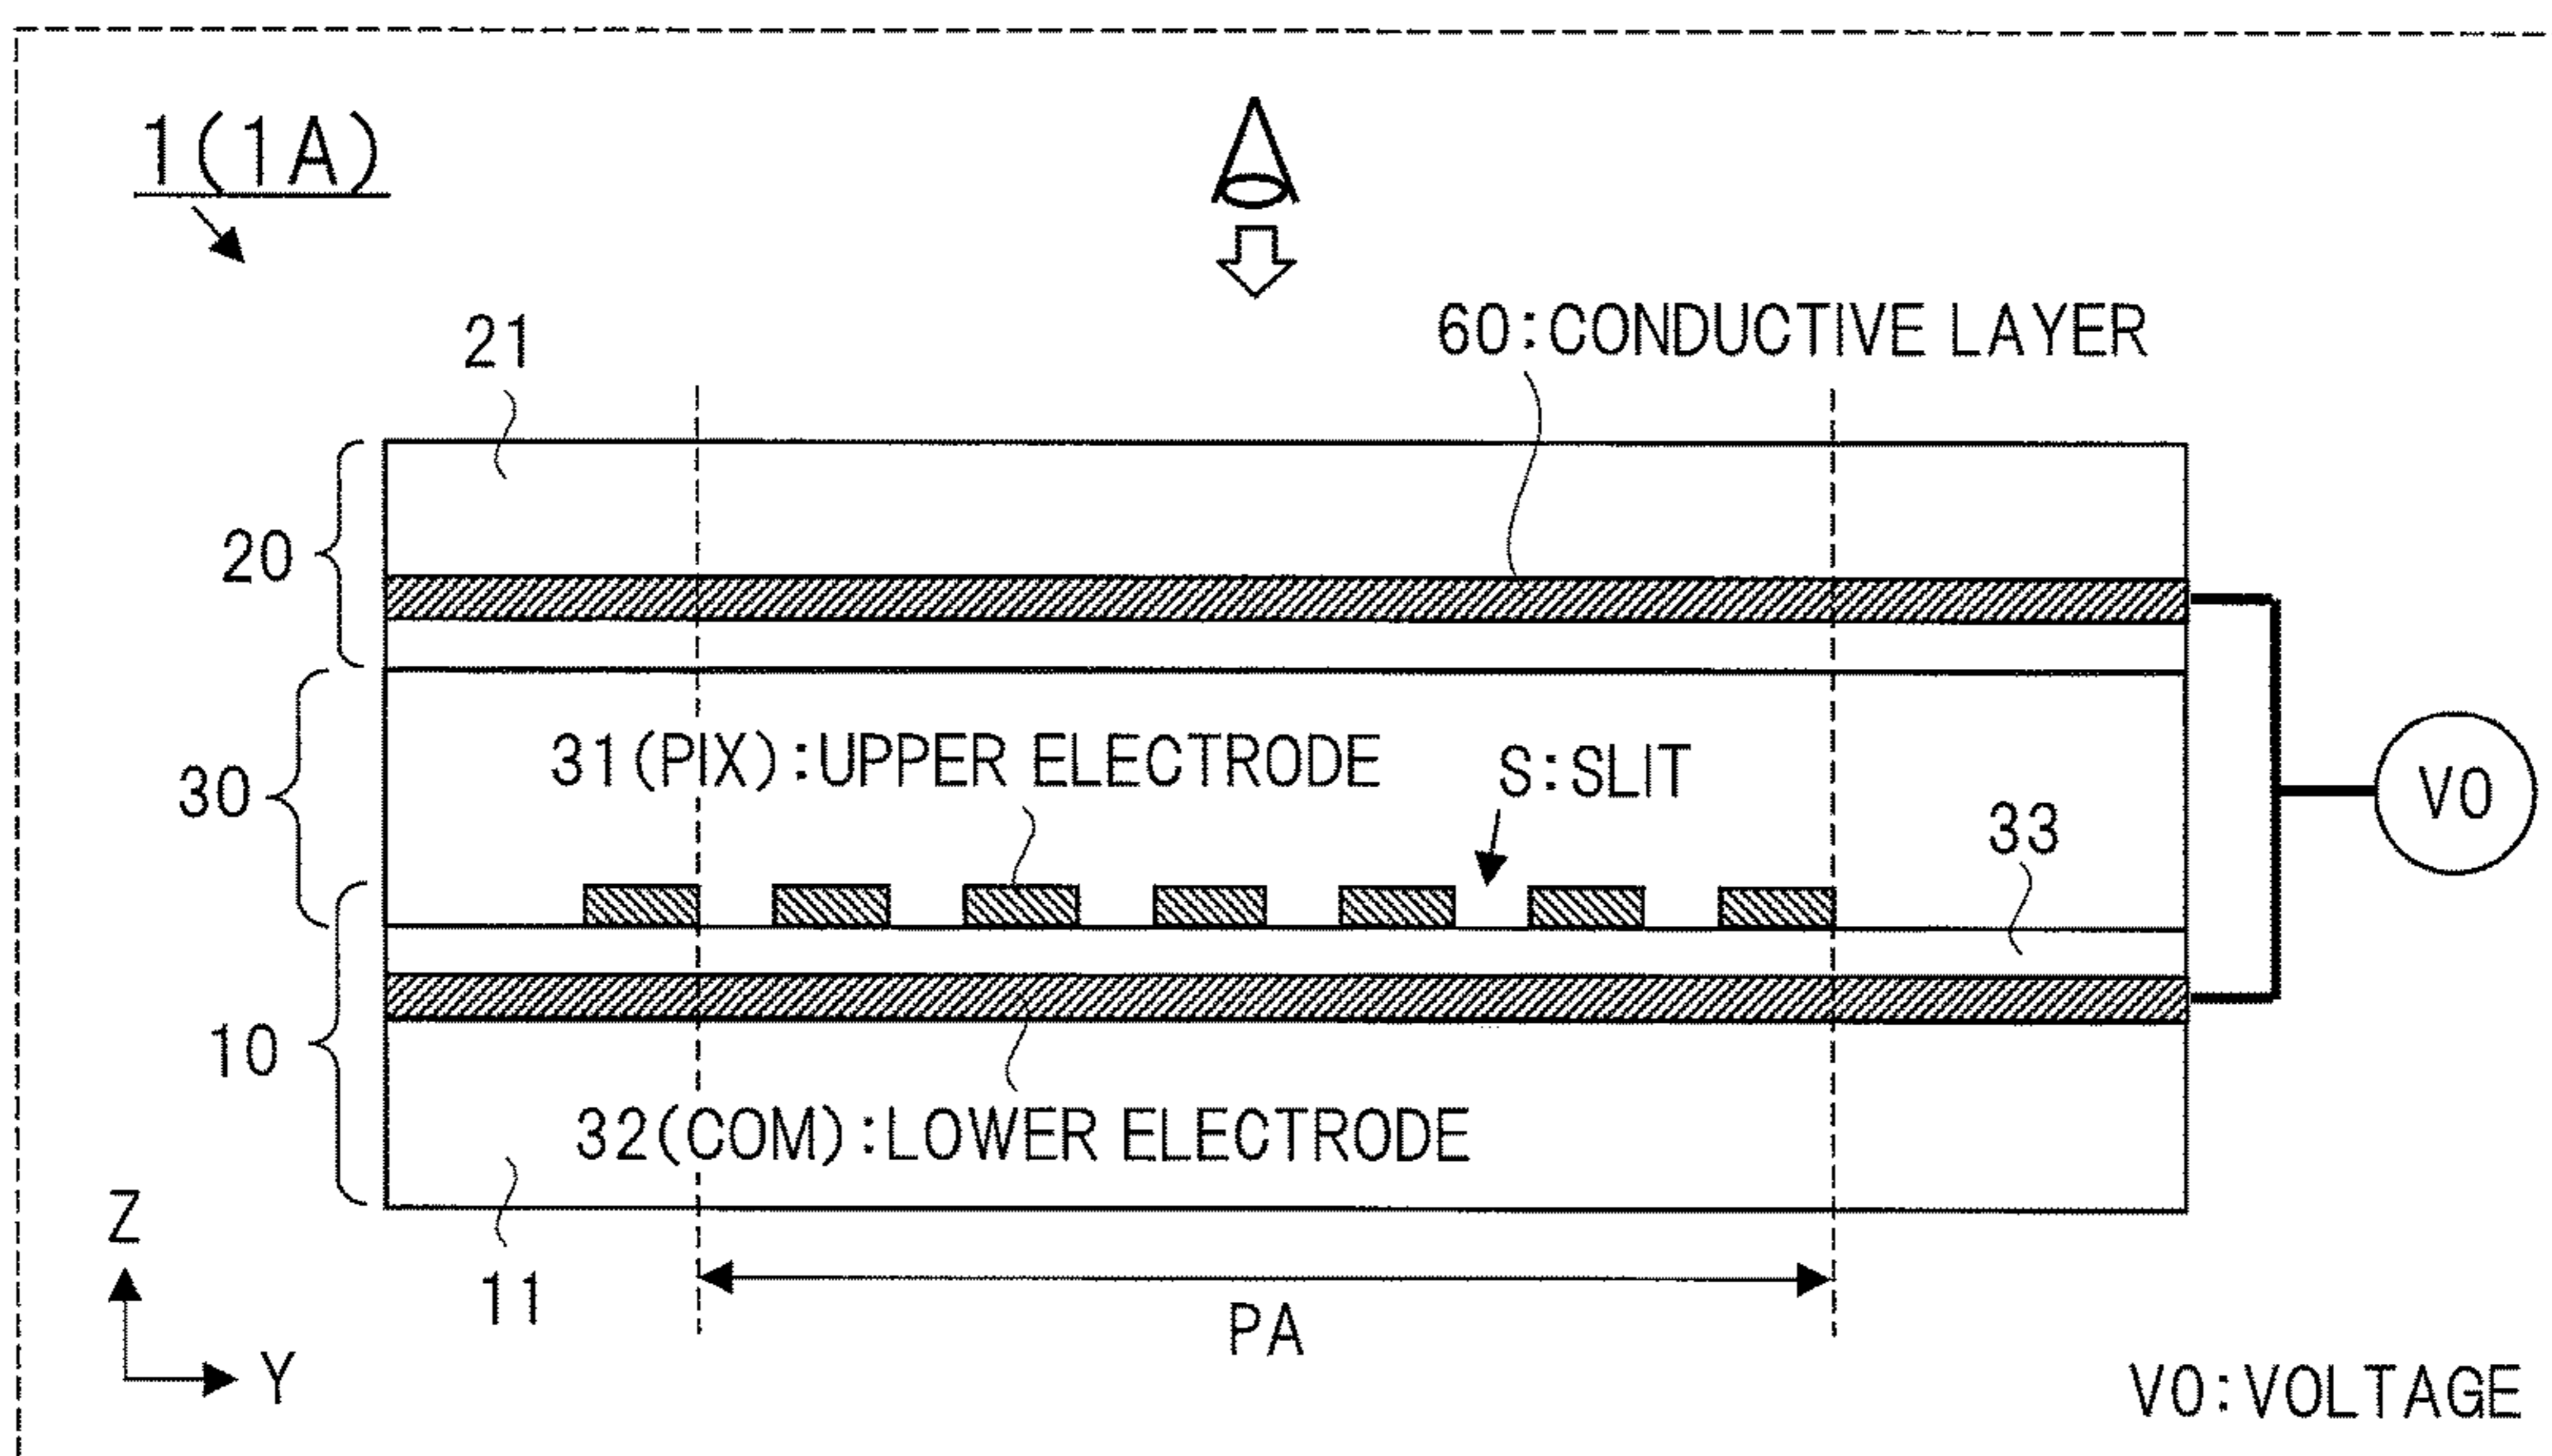 1(1A)
60:CONDUCTIVE LAYER
21
20
31(PIX):UPPER ELECTRODE
S:SLIT
30
V0
33
10
32(COM):LOWER ELECTRODE
Z
11
PA
Y
V0:VOLTAGE